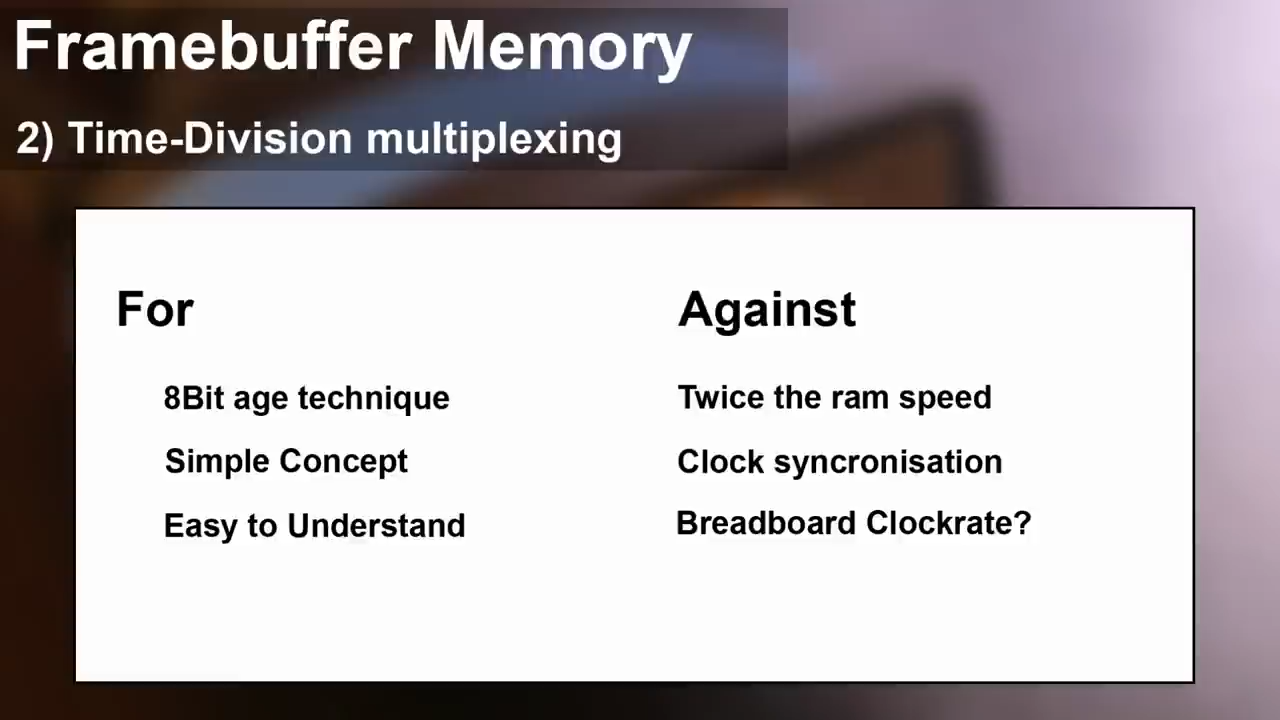 Framebuffer Memory
2) Time-Division multiplexing
For
Against
8Bit age technique
Twice the ram speed
Simple Concept
Clock syncronisation
Easy to Understand
Breadboard Clockrate?